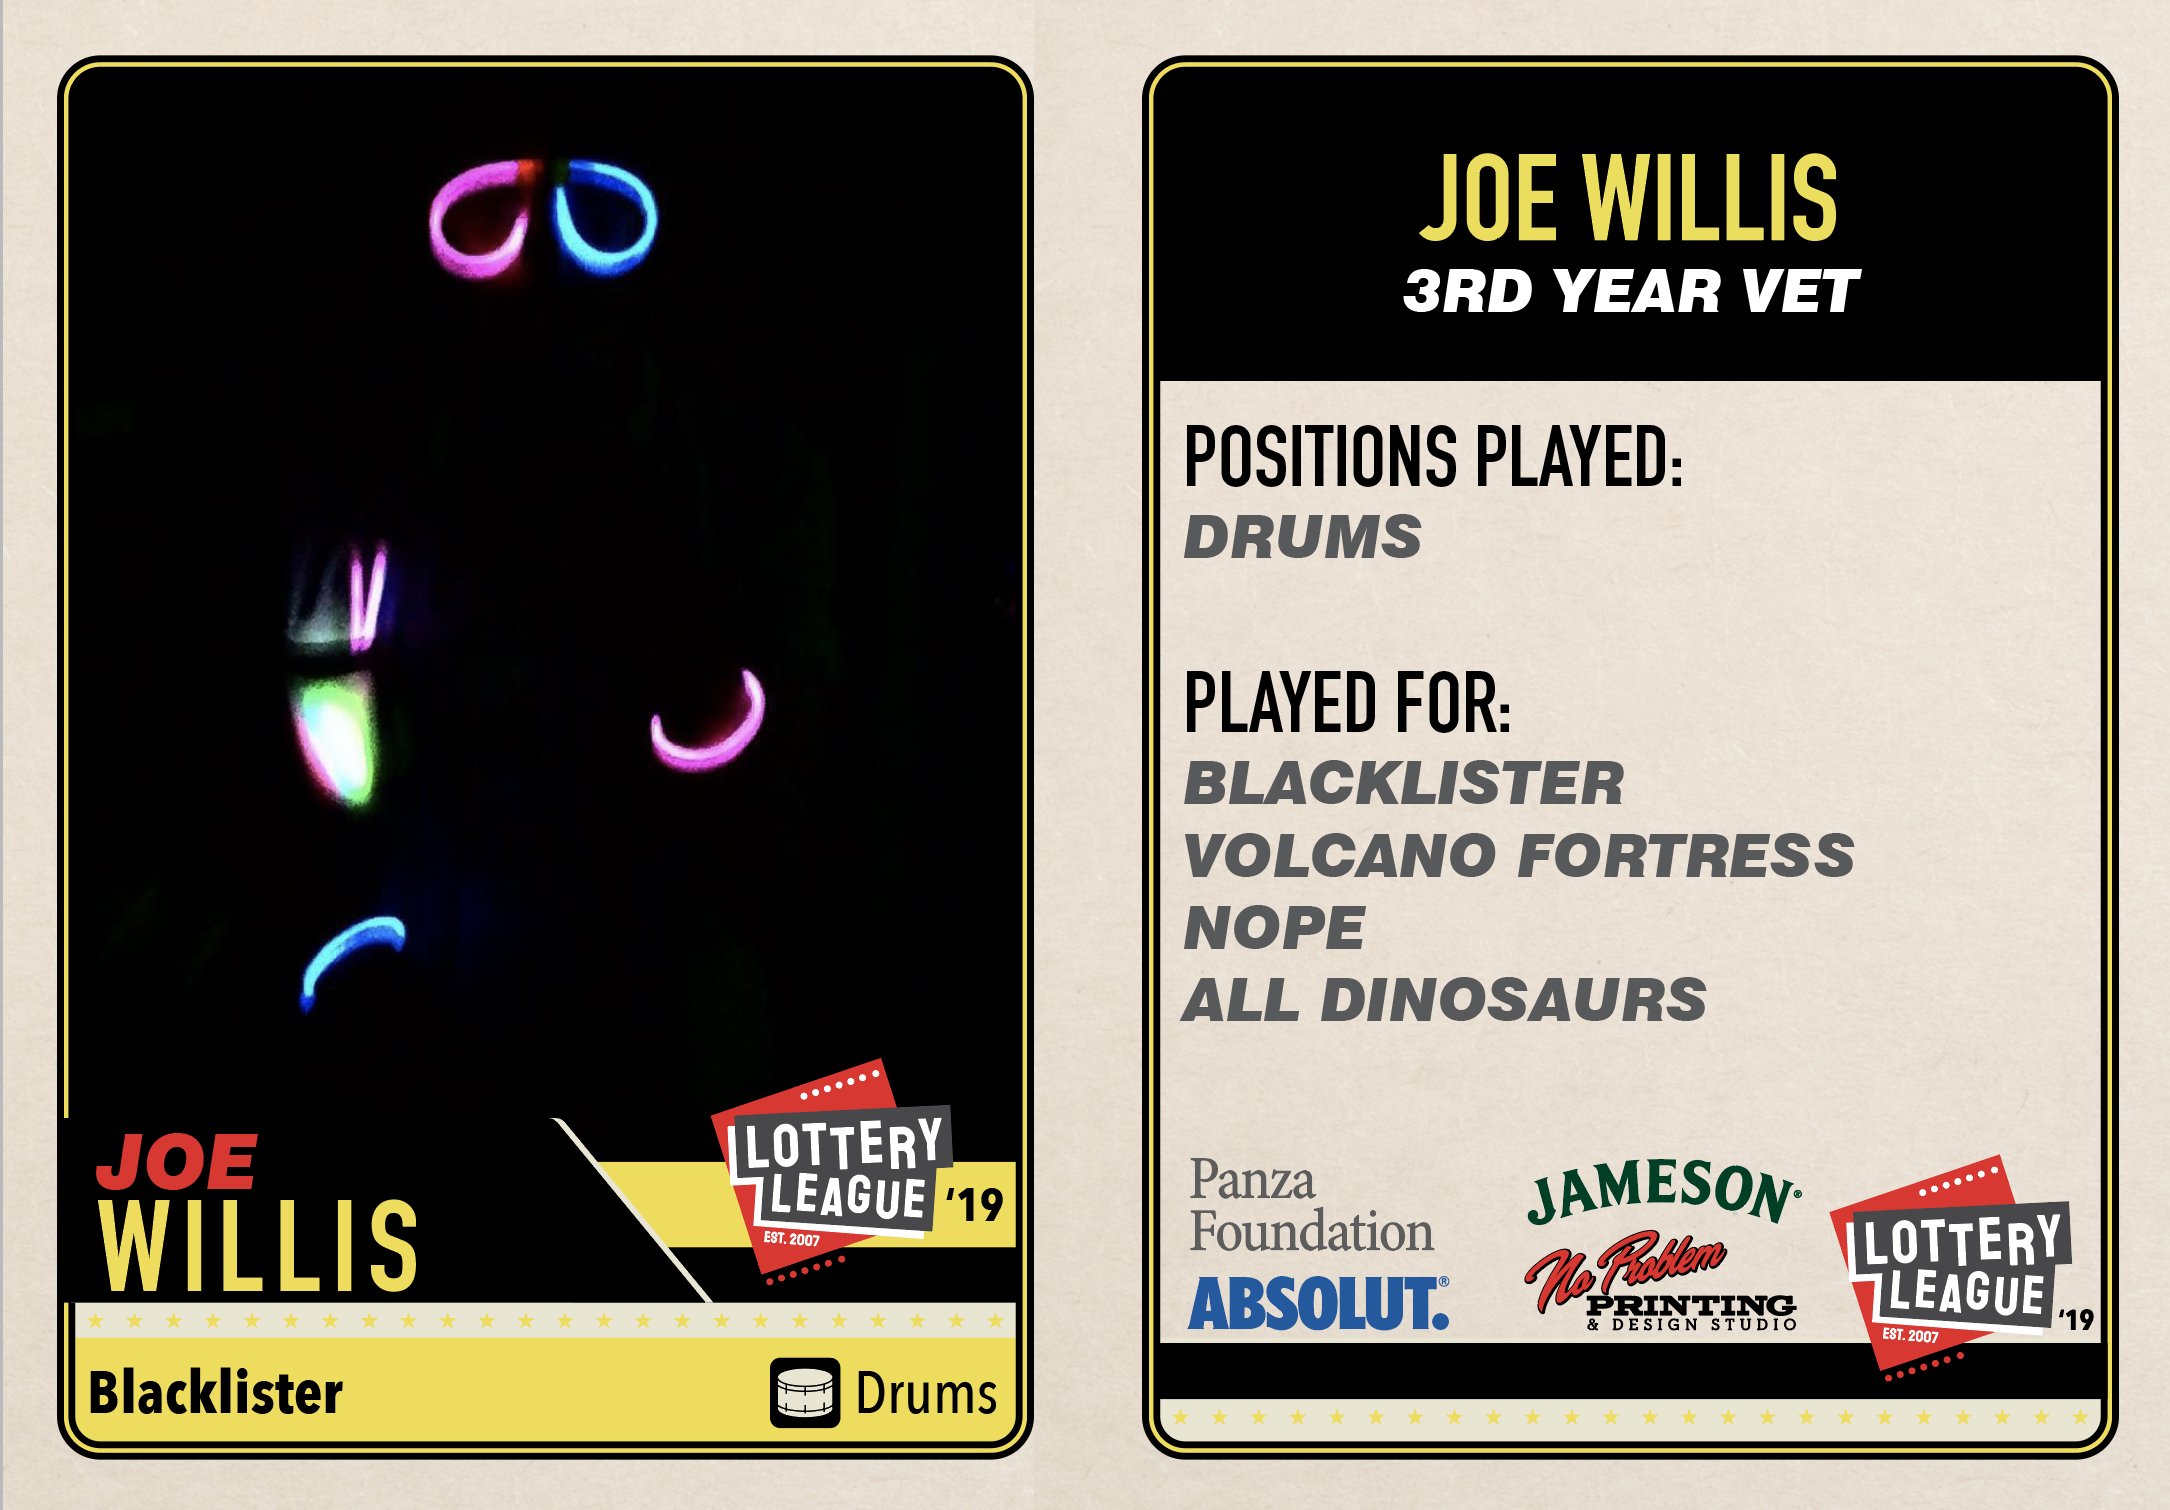 JOE
WILLIS
LOTTERY
LEAGUE
'19
EST. 2007
Blacklister
Drums
JOE WILLIS
3RD YEAR VET
POSITIONS PLAYED:
DRUMS
PLAYED FOR:
BLACKLISTER
VOLCANO FORTRESS
NOPE
ALL DINOSAURS
Panza
Foundation
ABSOLUT.®
JAMESON®
No Problem
PRINTING
& DESIGN STUDIO
LOTTERY
LEAGUE
'19
EST. 2007